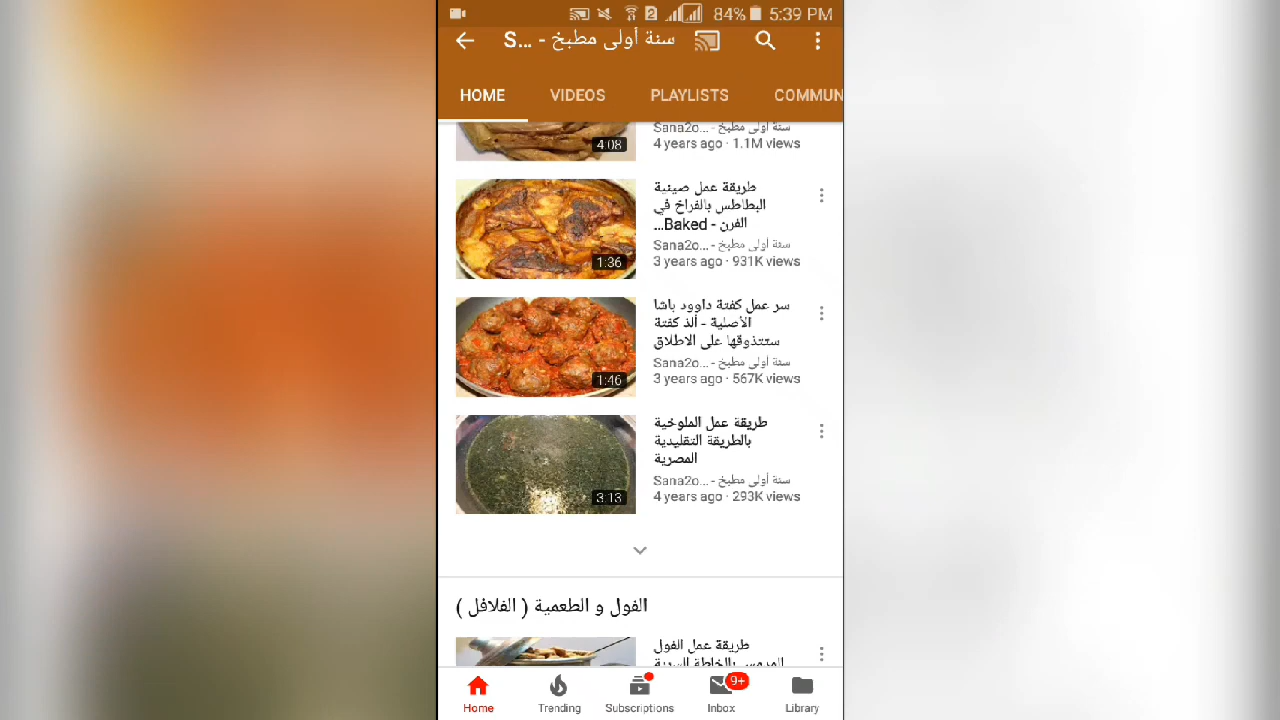 84% 5:39 PM
سنة أولى مطبخ - S...
HOME VIDEOS PLAYLISTS COMMUN
4:08
سنة أولى مطبخ - Sana2o...
4 years ago · 1.1M views
طريقة عمل صينية
البطاطس بالفراخ في
الفرن - Baked...
سنة أولى مطبخ - Sana2o...
3 years ago · 931K views
1:36
سر عمل كفتة داوود باشا
الأصلية - ألذ كفتة
ستتذوقها على الاطلاق
سنة أولى مطبخ - Sana2o...
3 years ago · 567K views
1:46
طريقة عمل الملوخية
بالطريقة التقليدية
المصرية
سنة أولى مطبخ - Sana2o...
4 years ago · 293K views
3:13
الفول و الطعمية ( الفلافل )
طريقة عمل الفول
المدمس بالخلطة السرية
9+
Home Trending Subscriptions Inbox Library